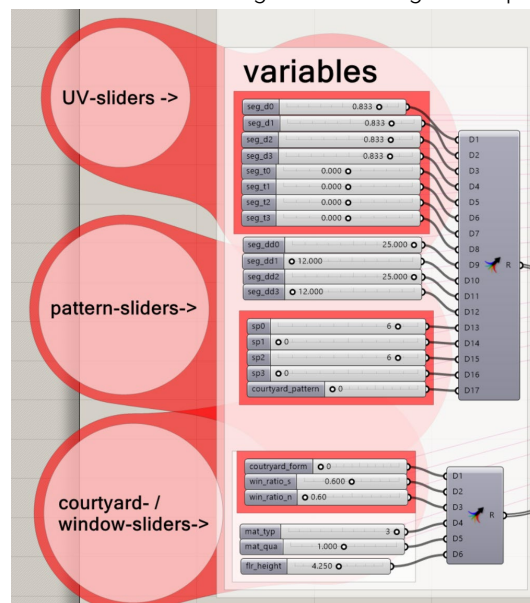 variables
UV-sliders ->
seg_d0 0.833
seg_d1 0.833
seg_d2 0.833
seg_d3 0.833
seg_t0 0.000
seg_t1 0.000
seg_t2 0.000
seg_t3 0.000
seg_dd0 25.000
seg_dd1 12.000
seg_dd2 25.000
seg_dd3 12.000
pattern-sliders->
sp0 6
sp1 0
sp2 6
sp3 0
courtyard_pattern 0
D1
D2
D3
D4
D5
D6
D7
D8
D9
D10
D11
D12
D13
D14
D15
D16
D17
R
courtyard- /
window-sliders->
coutryard_form 0
win_ratio_s 0.600
win_ratio_n 0.60
mat_typ 3
mat_qua 1.000
flr_height 4.250
D1
D2
D3
D4
D5
D6
R